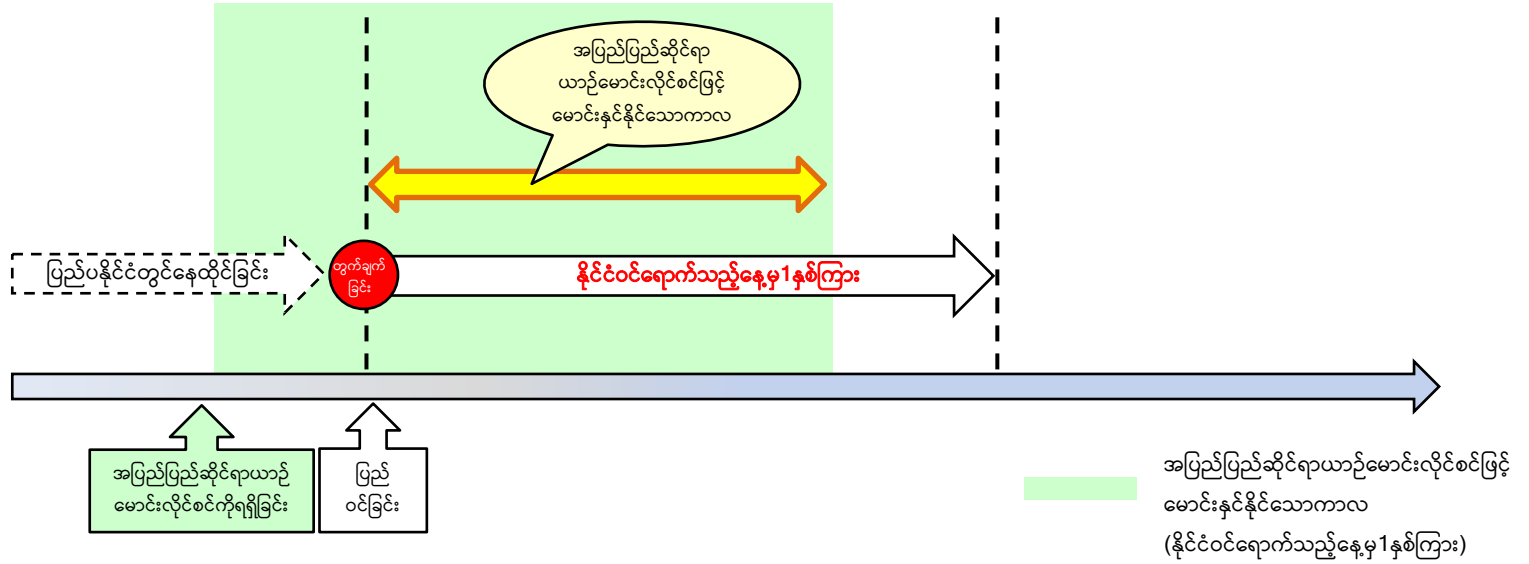 အပြည်ပြည်ဆိုင်ရာ
ယာဉ်မောင်းလိုင်စင်ဖြင့်
မောင်းနှင်နိုင်သောကာလ
ပြည်ပနိုင်ငံတွင်နေထိုင်ခြင်း
တွက်ချက်
ခြင်း
နိုင်ငံဝင်ရောက်သည့်နေ့မှ1နှစ်ကြား
အပြည်ပြည်ဆိုင်ရာယာဉ်
မောင်းလိုင်စင်ကိုရရှိခြင်း
ပြည်
ဝင်ခြင်း
အပြည်ပြည်ဆိုင်ရာယာဉ်မောင်းလိုင်စင်ဖြင့်
မောင်းနှင်နိုင်သောကာလ
(နိုင်ငံဝင်ရောက်သည့်နေ့မှ1နှစ်ကြား)